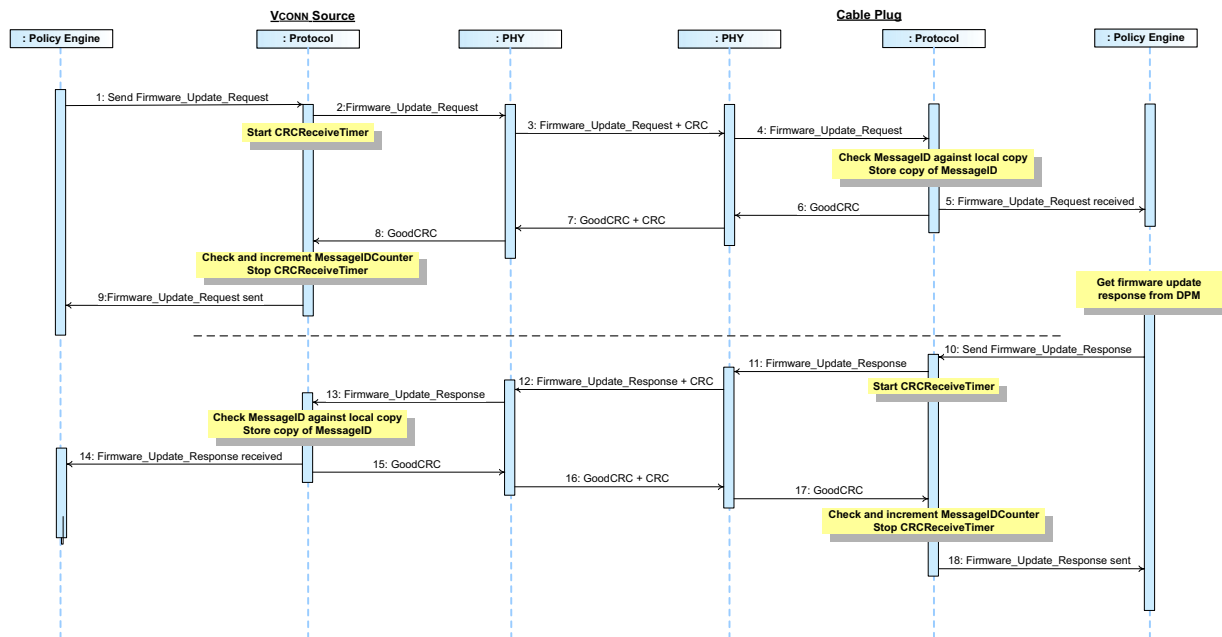 VCONN Source
Cable Plug
: Policy Engine
: Protocol
: PHY
: PHY
: Protocol
: Policy Engine
1: Send Firmware_Update_Request
2:Firmware_Update_Request
Start CRCReceiveTimer
3: Firmware_Update_Request + CRC
4: Firmware_Update_Request
Check MessageID against local copy
Store copy of MessageID
5: Firmware_Update_Request received
6: GoodCRC
7: GoodCRC + CRC
8: GoodCRC
Check and increment MessageIDCounter
Stop CRCReceiveTimer
9:Firmware_Update_Request sent
Get firmware update
response from DPM
10: Send Firmware_Update_Response
11: Firmware_Update_Response
Start CRCReceiveTimer
12: Firmware_Update_Response + CRC
13: Firmware_Update_Response
Check MessageID against local copy
Store copy of MessageID
14: Firmware_Update_Response received
15: GoodCRC
16: GoodCRC + CRC
17: GoodCRC
Check and increment MessageIDCounter
Stop CRCReceiveTimer
18: Firmware_Update_Response sent